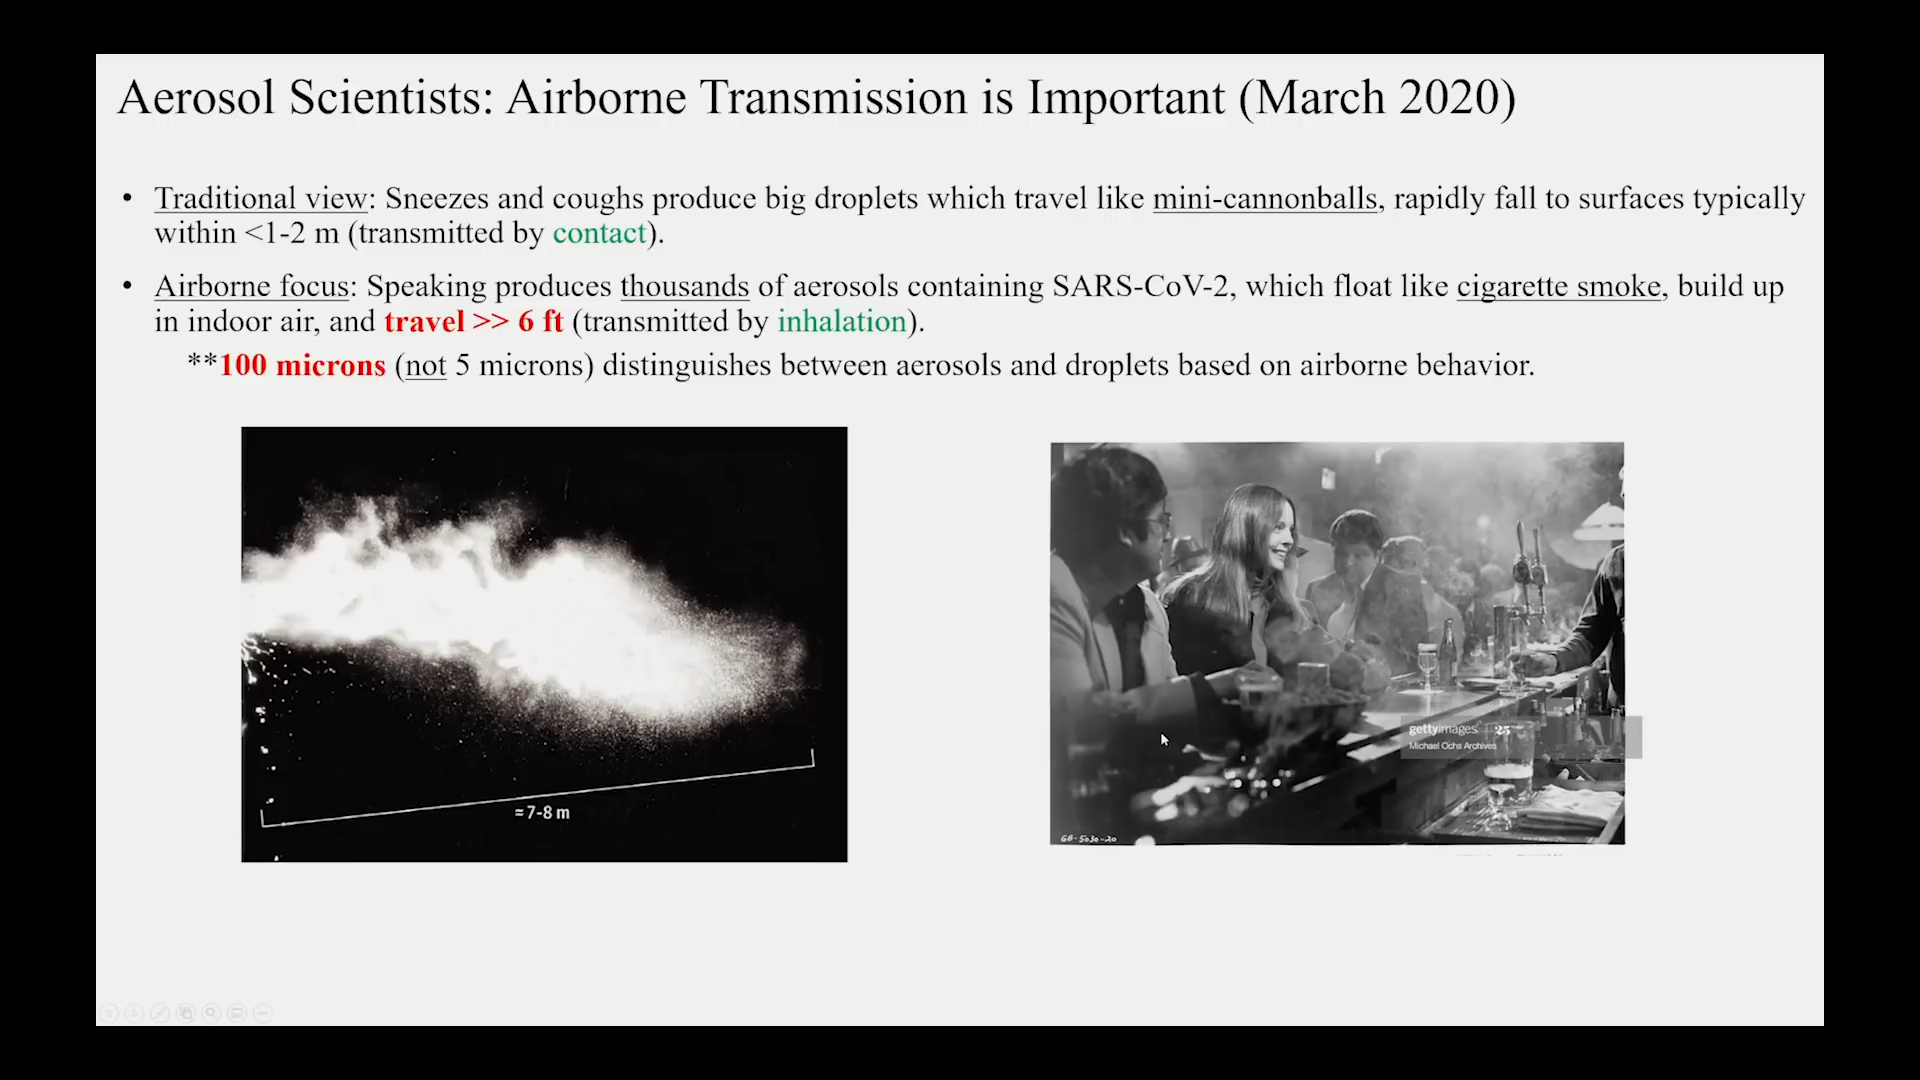 Aerosol Scientists: Airborne Transmission is Important (March 2020)
• Traditional view: Sneezes and coughs produce big droplets which travel like mini-cannonballs, rapidly fall to surfaces typically
within <1-2 m (transmitted by contact).
• Airborne focus: Speaking produces thousands of aerosols containing SARS-CoV-2, which float like cigarette smoke, build up
in indoor air, and travel >> 6 ft (transmitted by inhalation).
**100 microns (not 5 microns) distinguishes between aerosols and droplets based on airborne behavior.
≈7-8 m
gettyimages
25
Michael Ochs Archives
GB-5030-20